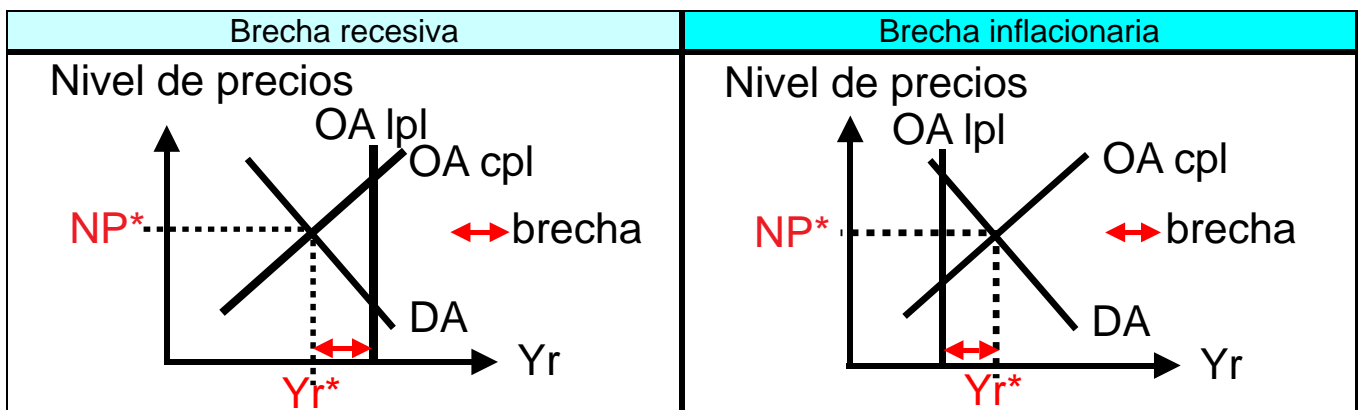 Brecha recesiva
Nivel de precios
OA lpl
OA cpl
NP*
brecha
DA
Yr
Yr*
Brecha inflacionaria
Nivel de precios
OA lpl
OA cpl
NP*
brecha
DA
Yr
Yr*